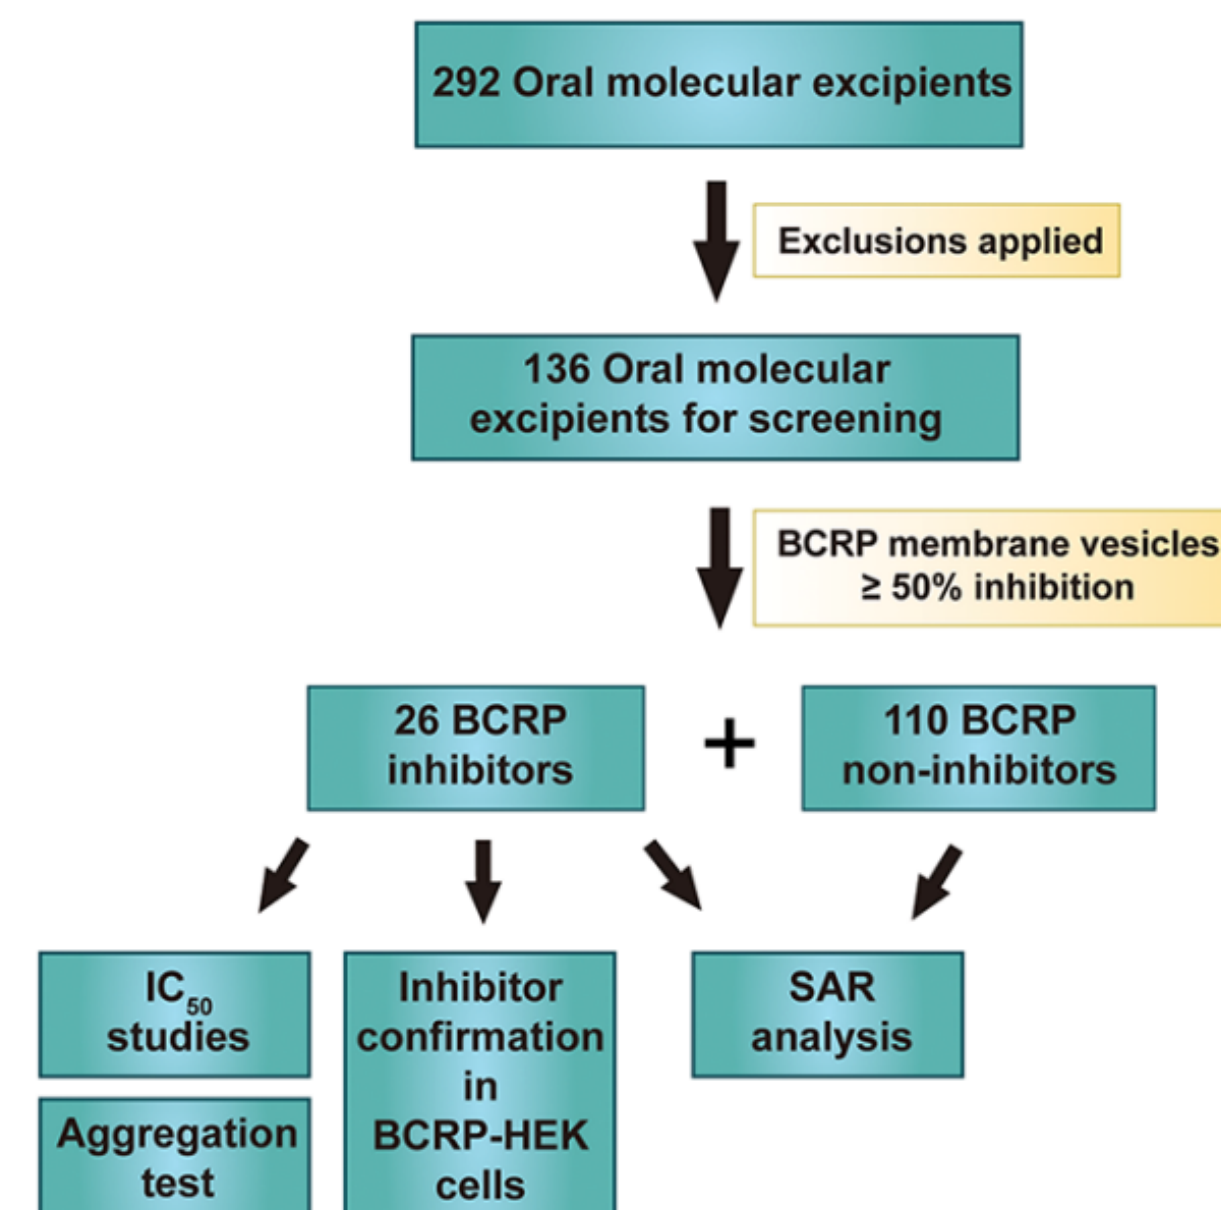 292 Oral molecular excipients
Exclusions applied
136 Oral molecular
excipients for screening
BCRP membrane vesicles
≥ 50% inhibition
26 BCRP
inhibitors
+
110 BCRP
non-inhibitors
IC50
studies
Aggregation
test
Inhibitor
confirmation
in
BCRP-HEK
cells
SAR
analysis